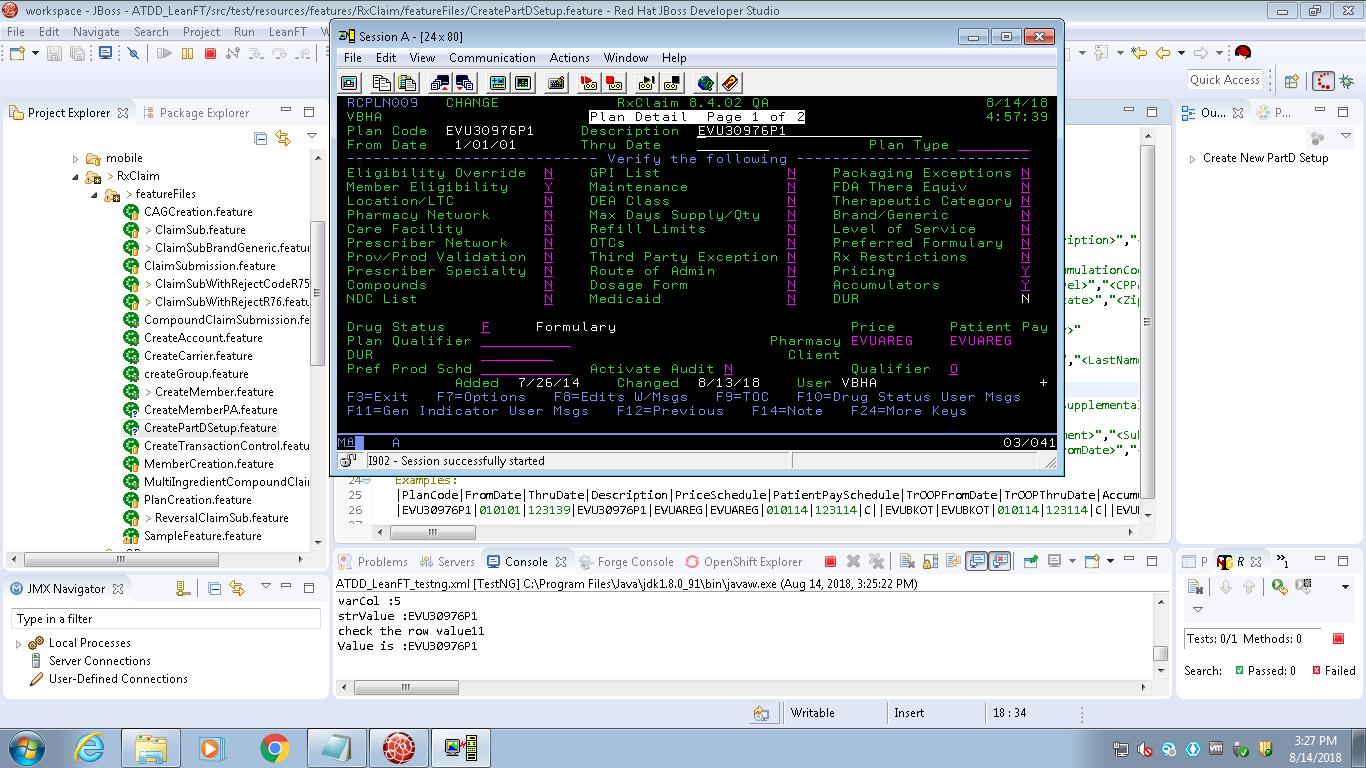 workspace - JBoss - ATDD_LeanFT/src/test/resources/features/RxClaim/featureFiles/CreatePartDSetup.feature - Red Hat JBoss Developer Studio
File Edit Navigate Search Project Run LeanFT
Quick Access
Project Explorer
Package Explorer
mobile
> RxClaim
> featureFiles
CAGCreation.feature
> ClaimSub.feature
> ClaimSubBrandGeneric.featur
ClaimSubmission.feature
> ClaimSubWithRejectCodeR75
> ClaimSubWithRejectR76.featu
CompoundClaimSubmission.fe
CreateAccount.feature
CreateCarrier.feature
createGroup.feature
> CreateMember.feature
CreateMemberPA.feature
CreatePartDSetup.feature
CreateTransactionControl.feature
MemberCreation.feature
MultiIngredientCompoundClai
PlanCreation.feature
> ReversalClaimSub.feature
SampleFeature.feature
Session A - [24 x 80]
File Edit View Communication Actions Window Help
RCPLN009 CHANGE RxClaim 8.4.02 QA 8/14/18
VBHA Plan Detail Page 1 of 2 4:57:39
Plan Code EVU30976P1 Description EVU30976P1
From Date 1/01/01 Thru Date Plan Type
Verify the following
Eligibility Override N GPI List N Packaging Exceptions N
Member Eligibility Y Maintenance N FDA Thera Equiv N
Location/LTC N DEA Class N Therapeutic Category N
Pharmacy Network N Max Days Supply/Qty N Brand/Generic N
Care Facility N Refill Limits N Level of Service N
Prescriber Network N OTCs N Preferred Formulary N
Prov/Prod Validation N Third Party Exception N Rx Restrictions N
Prescriber Specialty N Route of Admin N Pricing Y
Compounds N Dosage Form N Accumulators Y
NDC List N Medicaid N DUR N
Drug Status F Formulary Price Patient Pay
Plan Qualifier Pharmacy EVUAREG EVUAREG
DUR Client
Pref Prod Schd Activate Audit N Qualifier O
Added 7/26/14 Changed 8/13/18 User VBHA +
F3=Exit F7=Options F8=Edits W/Msgs F9=TOC F10=Drug Status User Msgs
F11=Gen Indicator User Msgs F12=Previous F14=Note F24=More Keys
MA A 03/041
I902 - Session successfully started
ription>","
umulationCod
vel>","<CPP
tate>","<Zip
>"
","<LastNam
Supplementa
ment>","<Su
omDate>","
24 Examples:
25 |PlanCode|FromDate|ThruDate|Description|PriceSchedule|PatientPaySchedule|TrOOPFromDate|TrOOPThruDate|Accum
26 |EVU30976P1|010101|123139|EVU30976P1|EVUAREG|EVUAREG|010114|123114|C||EVUBKOT|EVUBKOT|010114|123114|C||EVU
Ou...
P...
Create New PartD Setup
JMX Navigator
Type in a filter
Local Processes
Server Connections
User-Defined Connections
Problems Servers Console Forge Console OpenShift Explorer
ATDD_LeanFT_testng.xml [TestNG] C:\Program Files\Java\jdk1.8.0_91\bin\javaw.exe (Aug 14, 2018, 3:25:22 PM)
varCol :5
strValue :EVU30976P1
check the row value11
Value is :EVU30976P1
P R »1
Tests: 0/1 Methods: 0
Search: Passed: 0 Failed
Writable Insert 18 : 34
3:27 PM
8/14/2018